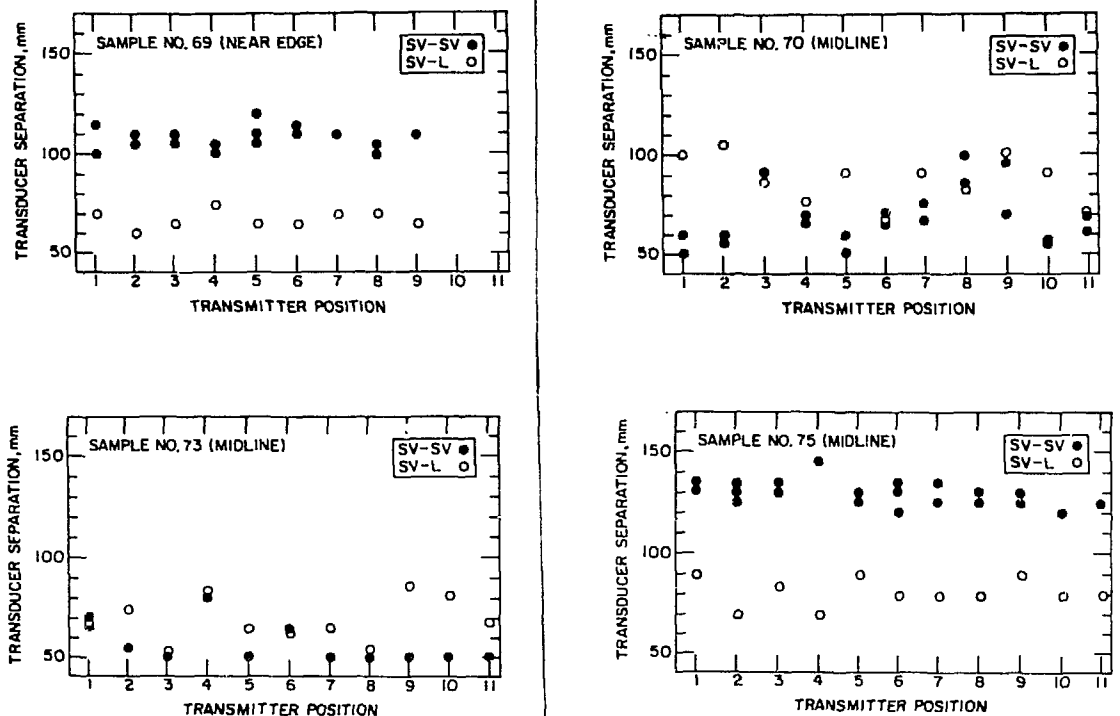 SAMPLE NO. 69 (NEAR EDGE)
SV-SV
SV-L
150
100
50
TRANSDUCER SEPARATION, mm
1 2 3 4 5 6 7 8 9 10 11
TRANSMITTER POSITION
SAMPLE NO. 70 (MIDLINE)
SV-SV
SV-L
150
100
50
TRANSDUCER SEPARATION, mm
1 2 3 4 5 6 7 8 9 10 11
TRANSMITTER POSITION
SAMPLE NO. 73 (MIDLINE)
SV-SV
SV-L
150
100
50
TRANSDUCER SEPARATION, mm
1 2 3 4 5 6 7 8 9 10 11
TRANSMITTER POSITION
SAMPLE NO. 75 (MIDLINE)
SV-SV
SV-L
150
100
50
TRANSDUCER SEPARATION, mm
1 2 3 4 5 6 7 8 9 10 11
TRANSMITTER POSITION